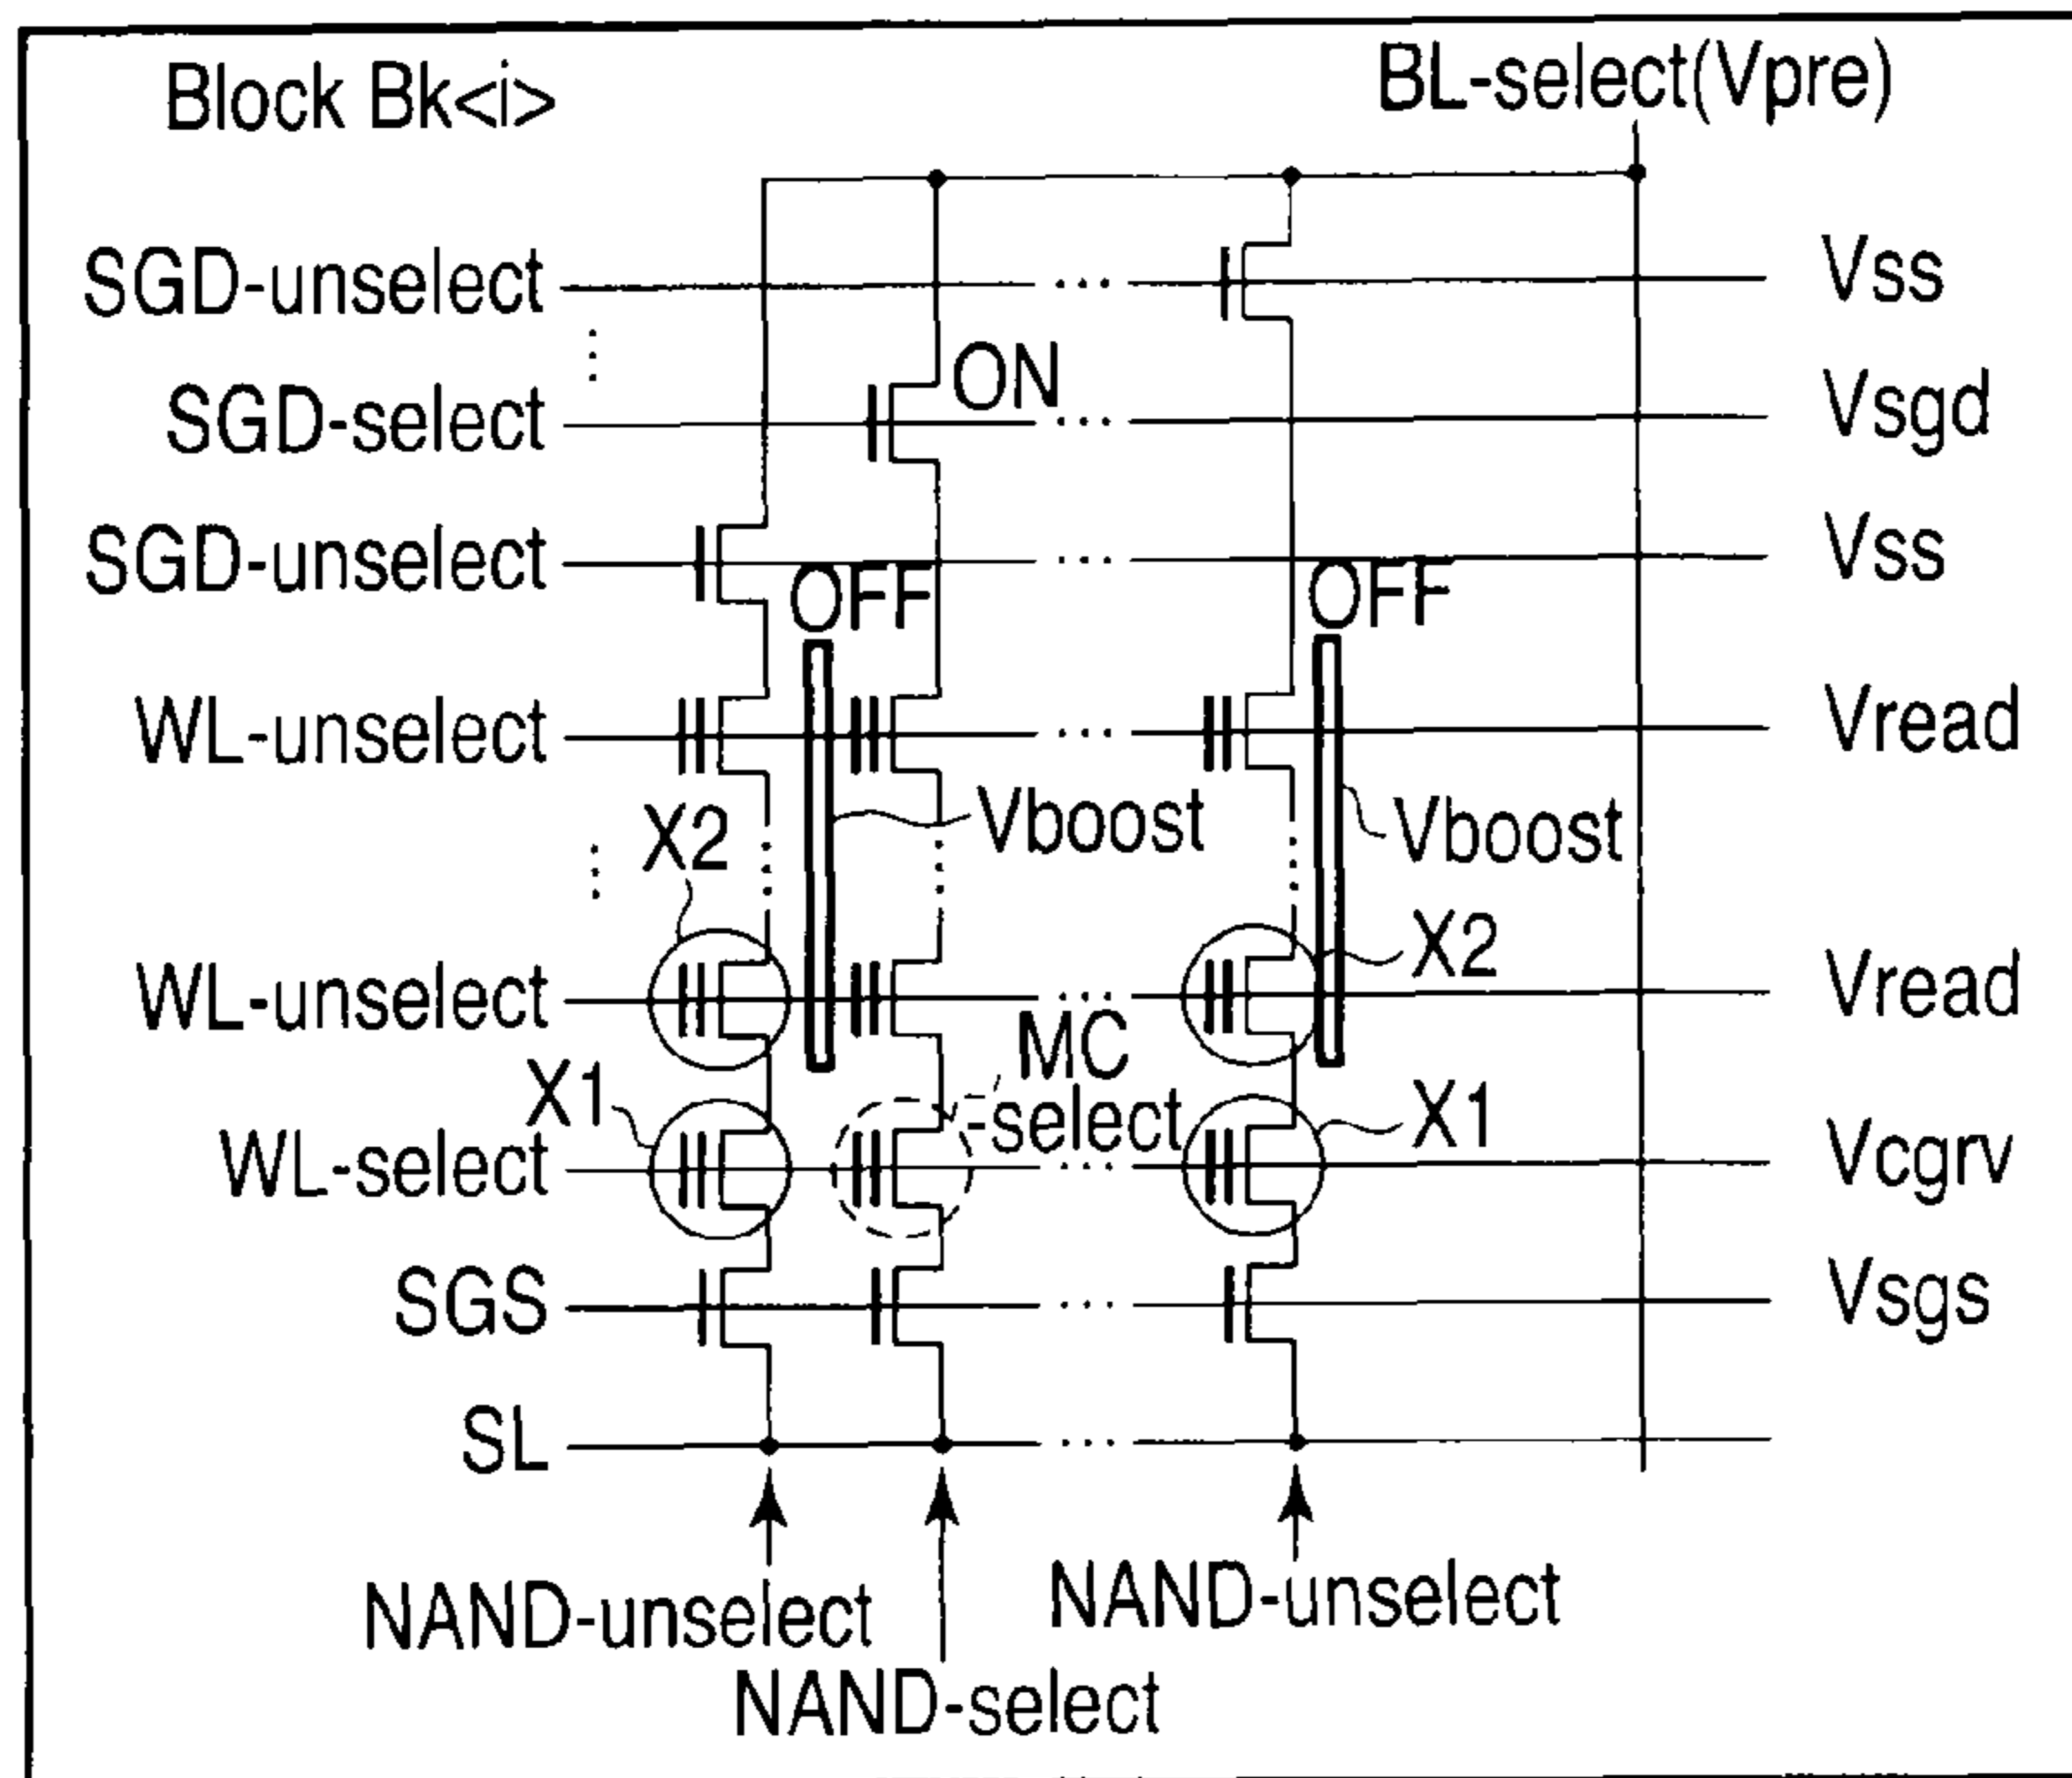 Block Bk<i>
BL-select(Vpre)
SGD-unselect
Vss
SGD-select
ON
Vsgd
SGD-unselect
Vss
OFF
OFF
WL-unselect
Vread
X2
Vboost
Vboost
WL-unselect
X2
Vread
MC
-select
X1
X1
WL-select
Vcgrv
SGS
Vsgs
SL
NAND-unselect
NAND-unselect
NAND-select